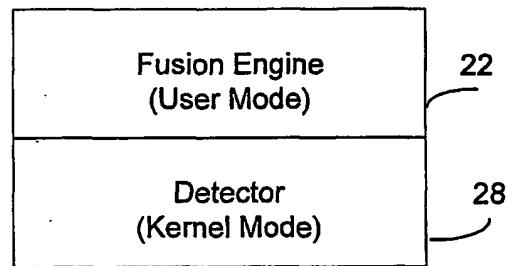 Fusion Engine
(User Mode)
22
Detector
(Kernel Mode)
28